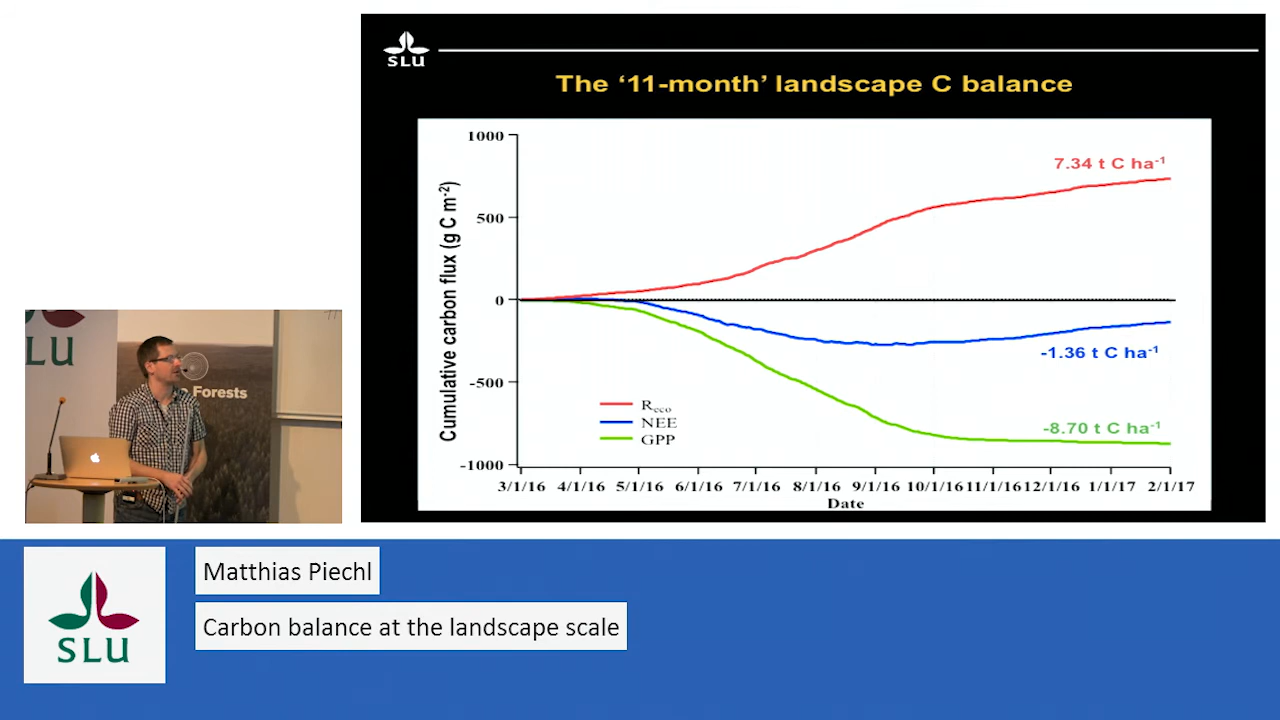 SLU
The ‘11-month’ landscape C balance
1000
500
0
-500
-1000
Cumulative carbon flux (g C m-2)
7.34 t C ha-1
-1.36 t C ha-1
-8.70 t C ha-1
Reco
NEE
GPP
3/1/16 4/1/16 5/1/16 6/1/16 7/1/16 8/1/16 9/1/16 10/1/16 11/1/16 12/1/16 1/1/17 2/1/17
Date
LU
Forests
SLU
Matthias Piechl
Carbon balance at the landscape scale